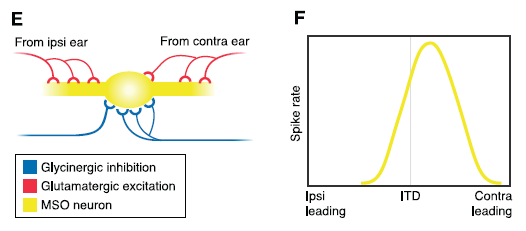 E
From ipsi ear
From contra ear
Glycinergic inhibition
Glutamatergic excitation
MSO neuron
F
Spike rate
Ipsi
leading
ITD
Contra
leading